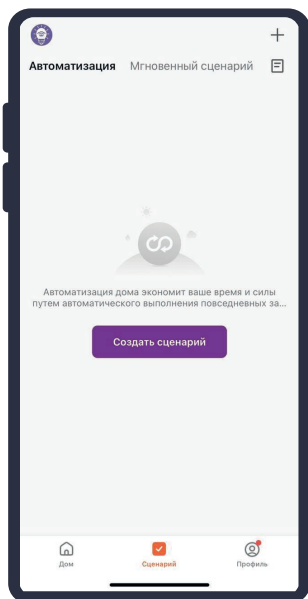 Автоматизация Мгновенный сценарий
Автоматизация дома экономит ваше время и силы
путем автоматического выполнения повседневных за...
Создать сценарий
Дом Сценарий Профиль